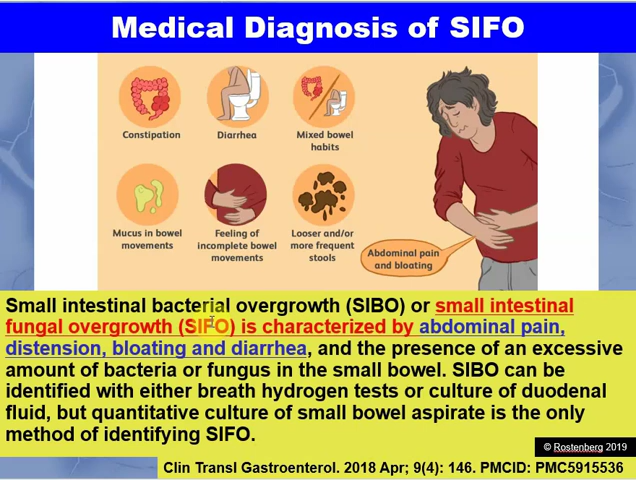 Medical Diagnosis of SIFO
Constipation
Diarrhea
Mixed bowel
habits
Mucus in bowel
movements
Feeling of
incomplete bowel
movements
Looser and/or
more frequent
stools
Abdominal pain
and bloating
Small intestinal bacterial overgrowth (SIBO) or small intestinal
fungal overgrowth (SIFO) is characterized by abdominal pain,
distension, bloating and diarrhea, and the presence of an excessive
amount of bacteria or fungus in the small bowel. SIBO can be
identified with either breath hydrogen tests or culture of duodenal
fluid, but quantitative culture of small bowel aspirate is the only
method of identifying SIFO.
© Rostenberg 2019
Clin Transl Gastroenterol. 2018 Apr; 9(4): 146. PMCID: PMC5915536